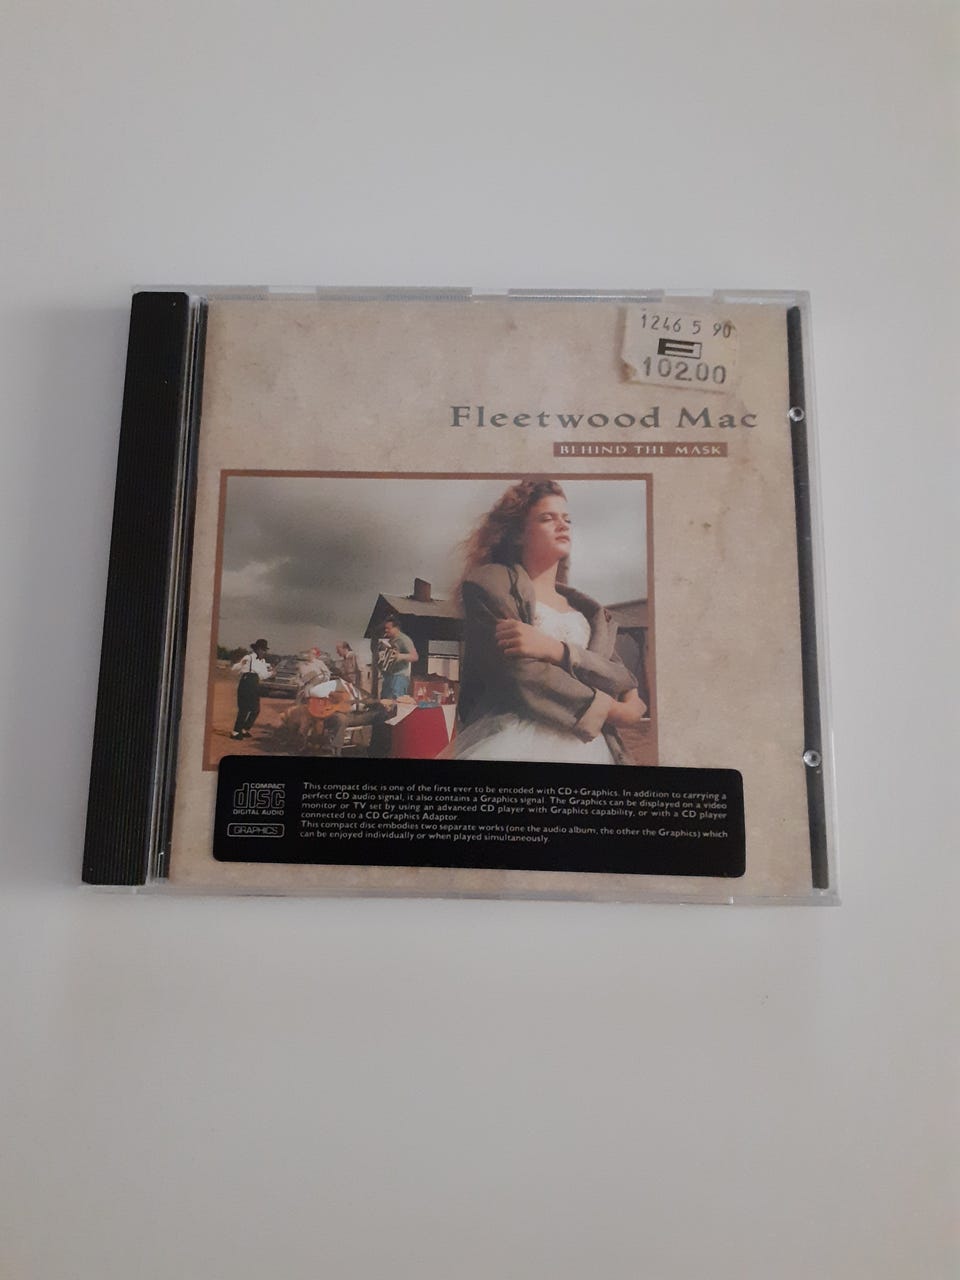 1246 5 90
102.00
Fleetwood Mac
BEHIND THE MASK
COMPACT
disc
DIGITAL AUDIO
GRAPHICS
This compact disc is one of the first ever to be encoded with CD+Graphics. In addition to carrying a
perfect CD audio signal, it also contains a Graphics signal. The Graphics can be displayed on a video
monitor or TV set by using an advanced CD player with Graphics capability, or with a CD player
connected to a CD Graphics Adaptor.
This compact disc embodies two separate works (one the audio album, the other the Graphics) which
can be enjoyed individually or when played simultaneously.